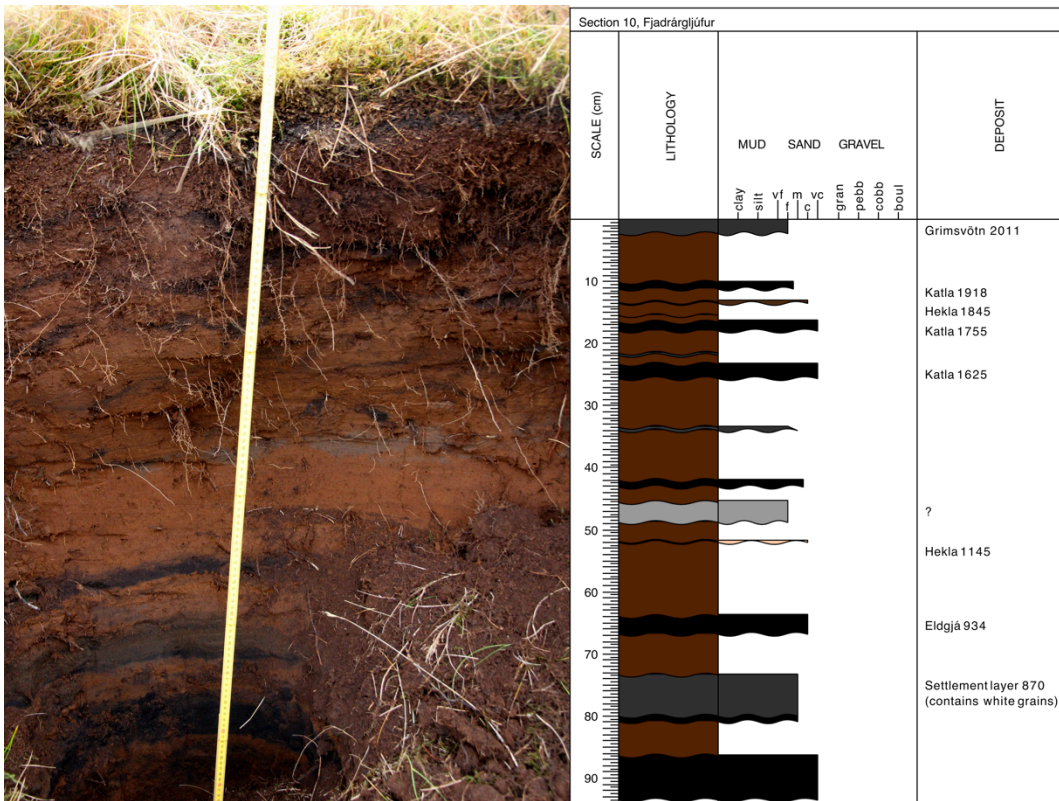 Section 10, Fjadrárgljúfur
SCALE (cm)
LITHOLOGY
MUD SAND GRAVEL
clay
silt
vf
f
m
c
vc
gran
pebb
cobb
boul
DEPOSIT
Grimsvötn 2011
10
Katla 1918
Hekla 1845
Katla 1755
20
Katla 1625
30
40
?
50
Hekla 1145
60
Eldgjá 934
70
Settlement layer 870
(contains white grains)
80
90